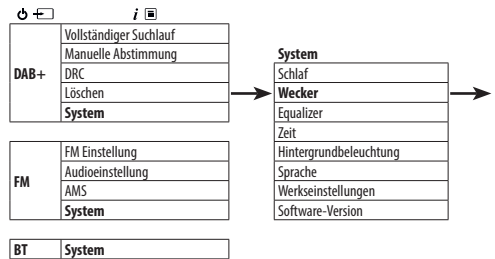 i
DAB+
Vollständiger Suchlauf
Manuelle Abstimmung
DRC
Löschen
System
FM
FM Einstellung
Audioeinstellung
AMS
System
BT
System
System
Schlaf
Wecker
Equalizer
Zeit
Hintergrundbeleuchtung
Sprache
Werkseinstellungen
Software-Version